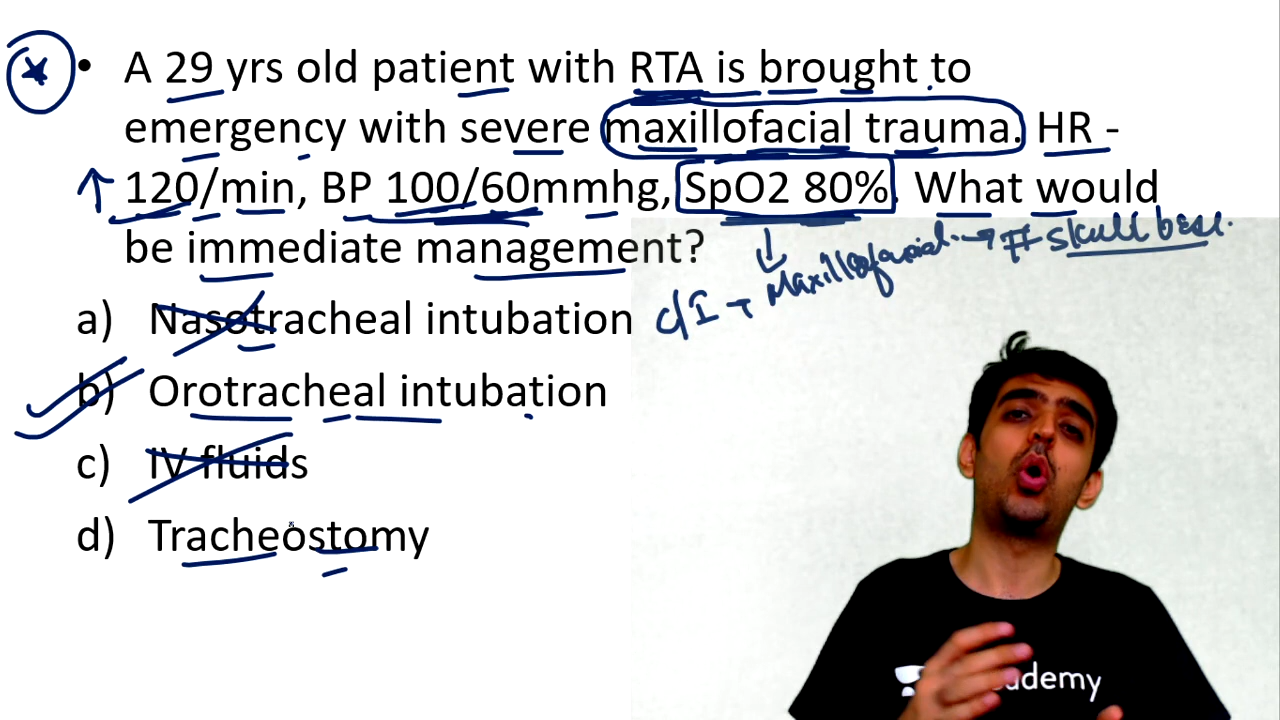 • A 29 yrs old patient with RTA is brought to
emergency with severe maxillofacial trauma. HR -
120/min, BP 100/60mmhg, SpO2 80%. What would
be immediate management?
Maxillofacial → # skull base.
C/I →
a) Nasotracheal intubation
b) Orotracheal intubation
c) IV fluids
d) Tracheostomy
ademy